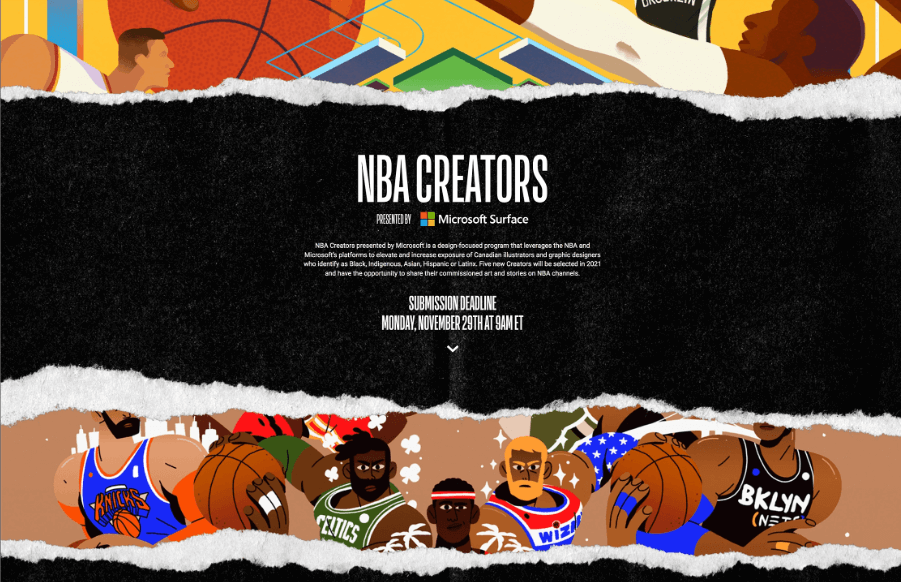 BROOKLYN
NBA CREATORS
PRESENTED BY Microsoft Surface
NBA Creators presented by Microsoft is a design-focused program that leverages the NBA and
Microsoft's platforms to elevate and increase exposure of Canadian illustrators and graphic designers
who identify as Black, Indigenous, Asian, Hispanic or Latinx. Five new Creators will be selected in 2021
and have the opportunity to share their commissioned art and stories on NBA channels.
SUBMISSION DEADLINE
MONDAY, NOVEMBER 29TH AT 9AM ET
KNICKS
CELTICS
WIZA
BKLYN
NETS